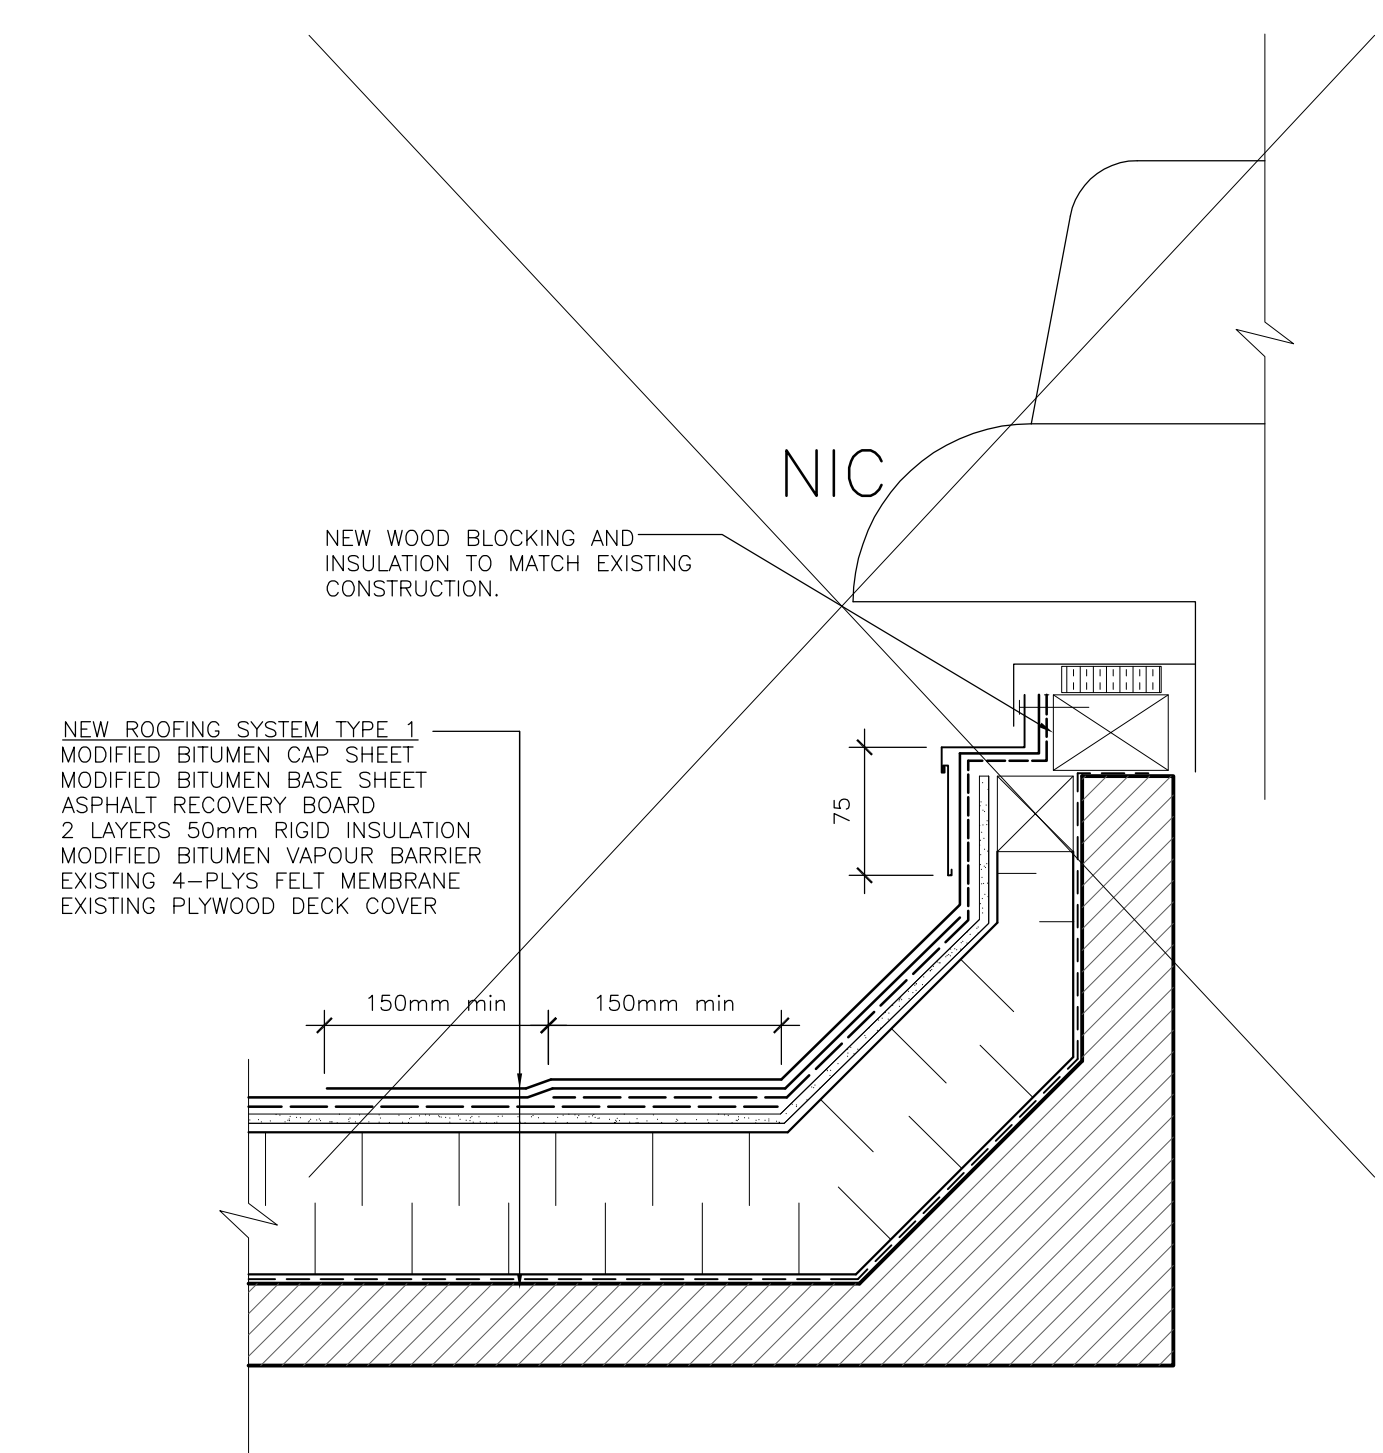 NIC
NEW WOOD BLOCKING AND
INSULATION TO MATCH EXISTING
CONSTRUCTION.
NEW ROOFING SYSTEM TYPE 1
MODIFIED BITUMEN CAP SHEET
MODIFIED BITUMEN BASE SHEET
ASPHALT RECOVERY BOARD
2 LAYERS 50mm RIGID INSULATION
MODIFIED BITUMEN VAPOUR BARRIER
EXISTING 4-PLYS FELT MEMBRANE
EXISTING PLYWOOD DECK COVER
75
150mm min
150mm min